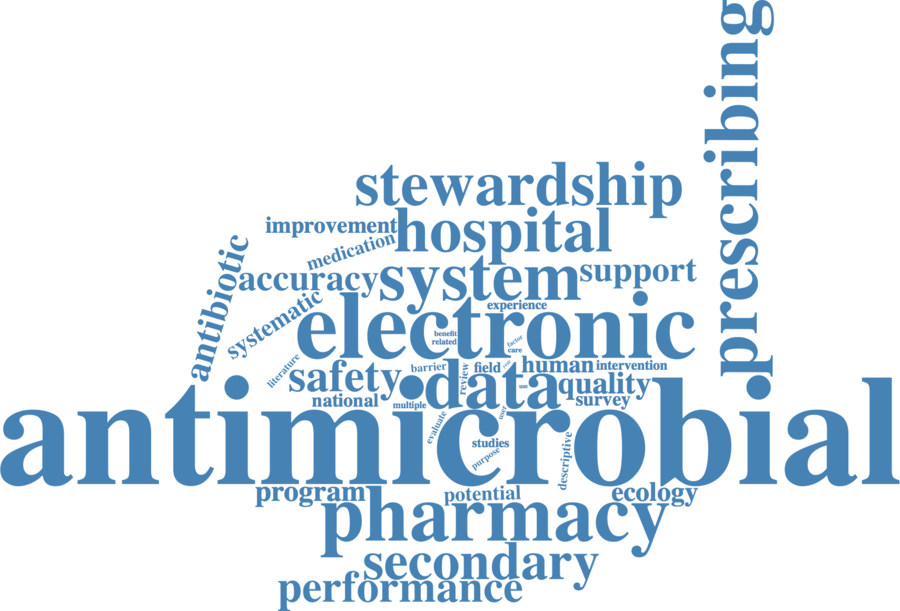 prescribing
stewardship
improvement
hospital
medication
antibiotic
accuracy
system
support
systematic
electronic
experience
benefit
related
factor
care
literature
safety
barrier
review
field
human
intervention
data
quality
national
multiple
survey
user
evaluate
antimicrobial
studies
purpose
descriptive
program
potential
ecology
pharmacy
secondary
performance